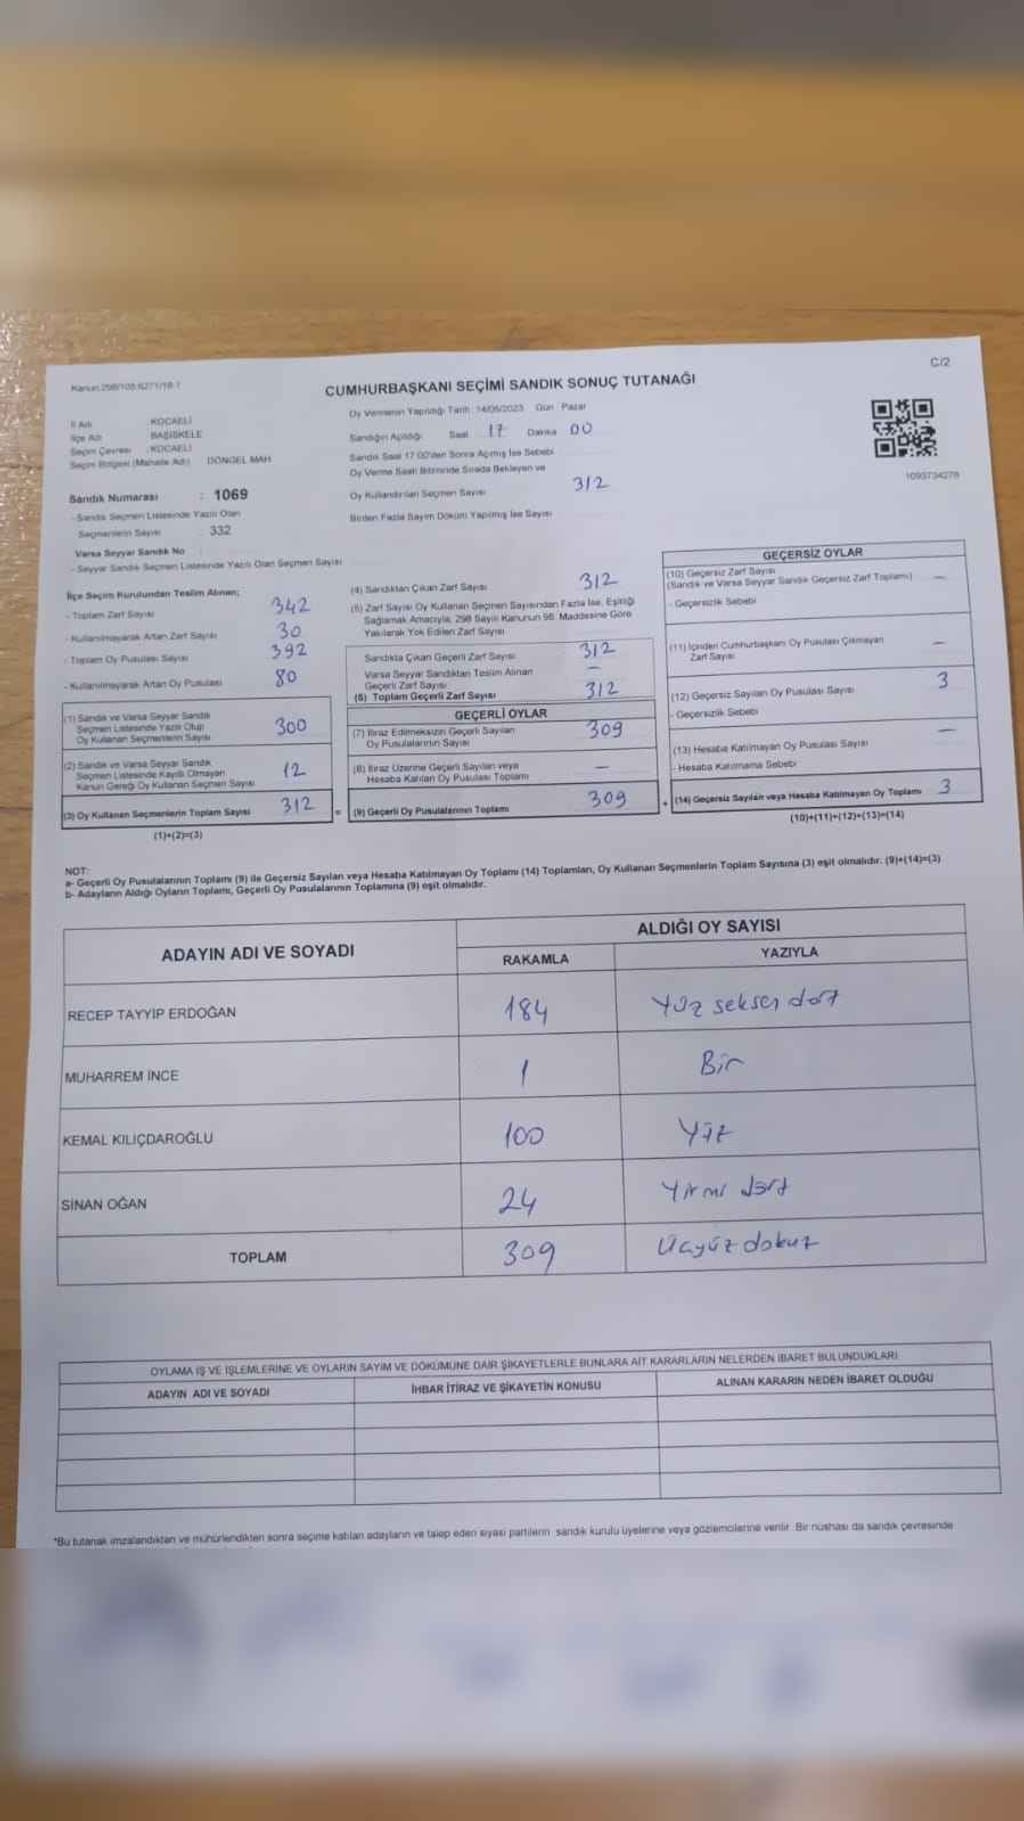 Kanun:298/105:6271/18-1
C/2
CUMHURBAŞKANI SEÇİMİ SANDIK SONUÇ TUTANAĞI
İl Adı : KOCAELİ
İlçe Adı : BAŞİSKELE
Seçim Çevresi : KOCAELİ
Seçim Bölgesi (Mahalle Adı) : DÖNGEL MAH
Sandık Numarası : 1069
- Sandık Seçmen Listesinde Yazılı Olan
Seçmenlerin Sayısı : 332
Varsa Seyyar Sandık No
- Seyyar Sandık Seçmen Listesinde Yazılı Olan Seçmen Sayısı
Oy Vermenin Yapıldığı Tarih: 14/05/2023 Gün: Pazar
Sandığın Açıldığı Saat 17 Dakika 00
Sandık Saat 17.00'den Sonra Açılmış İse Sebebi
Oy Verme Saati Bitiminde Sırada Bekleyen ve
Oy Kullandırılan Seçmen Sayısı 312
Birden Fazla Sayım Döküm Yapılmış İse Sayısı
1093734278
İlçe Seçim Kurulundan Teslim Alınan;
- Toplam Zarf Sayısı 342
- Kullanılmayarak Artan Zarf Sayısı 30
- Toplam Oy Pusulası Sayısı 392
- Kullanılmayarak Artan Oy Pusulası 80
(1) Sandık ve Varsa Seyyar Sandık
Seçmen Listesinde Yazılı Olup
Oy Kullanan Seçmenlerin Sayısı 300
(2) Sandık ve Varsa Seyyar Sandık
Seçmen Listesinde Kayıtlı Olmayan
Kanun Gereği Oy Kullanan Seçmen Sayısı 12
(3) Oy Kullanan Seçmenlerin Toplam Sayısı 312
(1)+(2)=(3)
(4) Sandıktan Çıkan Zarf Sayısı 312
(5) Zarf Sayısı Oy Kullanan Seçmen Sayısından Fazla İse, Eşitliği
Sağlamak Amacıyla, 298 Sayılı Kanunun 98. Maddesine Göre
Yakılarak Yok Edilen Zarf Sayısı
Sandıkta Çıkan Geçerli Zarf Sayısı 312
Varsa Seyyar Sandıktan Teslim Alınan
Geçerli Zarf Sayısı —
(6) Toplam Geçerli Zarf Sayısı 312
GEÇERLİ OYLAR
(7) İtiraz Edilmeksizin Geçerli Sayılan
Oy Pusulalarının Sayısı 309
(8) İtiraz Üzerine Geçerli Sayılan veya
Hesaba Katılan Oy Pusulası Toplamı —
= (9) Geçerli Oy Pusulalarının Toplamı 309
GEÇERSİZ OYLAR
(10) Geçersiz Zarf Sayısı
(Sandık ve Varsa Seyyar Sandık Geçersiz Zarf Toplamı) —
- Geçersizlik Sebebi
(11) İçinden Cumhurbaşkanı Oy Pusulası Çıkmayan
Zarf Sayısı —
(12) Geçersiz Sayılan Oy Pusulası Sayısı 3
- Geçersizlik Sebebi
(13) Hesaba Katılmayan Oy Pusulası Sayısı —
- Hesaba Katılmama Sebebi
+ (14) Geçersiz Sayılan veya Hesaba Katılmayan Oy Toplamı 3
(10)+(11)+(12)+(13)=(14)
NOT:
a- Geçerli Oy Pusulalarının Toplamı (9) ile Geçersiz Sayılan veya Hesaba Katılmayan Oy Toplamı (14) Toplamları, Oy Kullanan Seçmenlerin Toplam Sayısına (3) eşit olmalıdır. (9)+(14)=(3)
b- Adayların Aldığı Oyların Toplamı, Geçerli Oy Pusulalarının Toplamına (9) eşit olmalıdır.
ADAYIN ADI VE SOYADI
ALDIĞI OY SAYISI
RAKAMLA YAZIYLA
RECEP TAYYİP ERDOĞAN 184 Yüz seksen dört
MUHARREM İNCE 1 Bir
KEMAL KILIÇDAROĞLU 100 Yüz
SİNAN OĞAN 24 Yirmi dört
TOPLAM 309 Üçyüz dokuz
OYLAMA İŞ VE İŞLEMLERİNE VE OYLARIN SAYIM VE DÖKÜMÜNE DAİR ŞİKAYETLERLE BUNLARA AİT KARARLARIN NELERDEN İBARET BULUNDUKLARI
ADAYIN ADI VE SOYADI İHBAR İTİRAZ VE ŞİKAYETİN KONUSU ALINAN KARARIN NEDEN İBARET OLDUĞU
*Bu tutanak imzalandıktan ve mühürlendikten sonra seçime katılan adayların ve talep eden siyasi partilerin sandık kurulu üyelerine veya gözlemcilerine verilir. Bir nüshası da sandık çevresinde